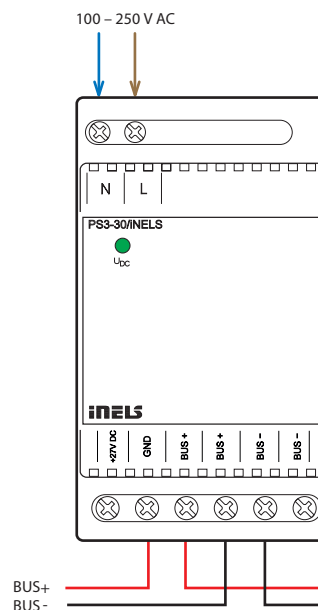 100 – 250 V AC
N L
PS3-30/iNELS
UDC
iNELS
+27V DC GND BUS + BUS + BUS – BUS –
BUS+
BUS -